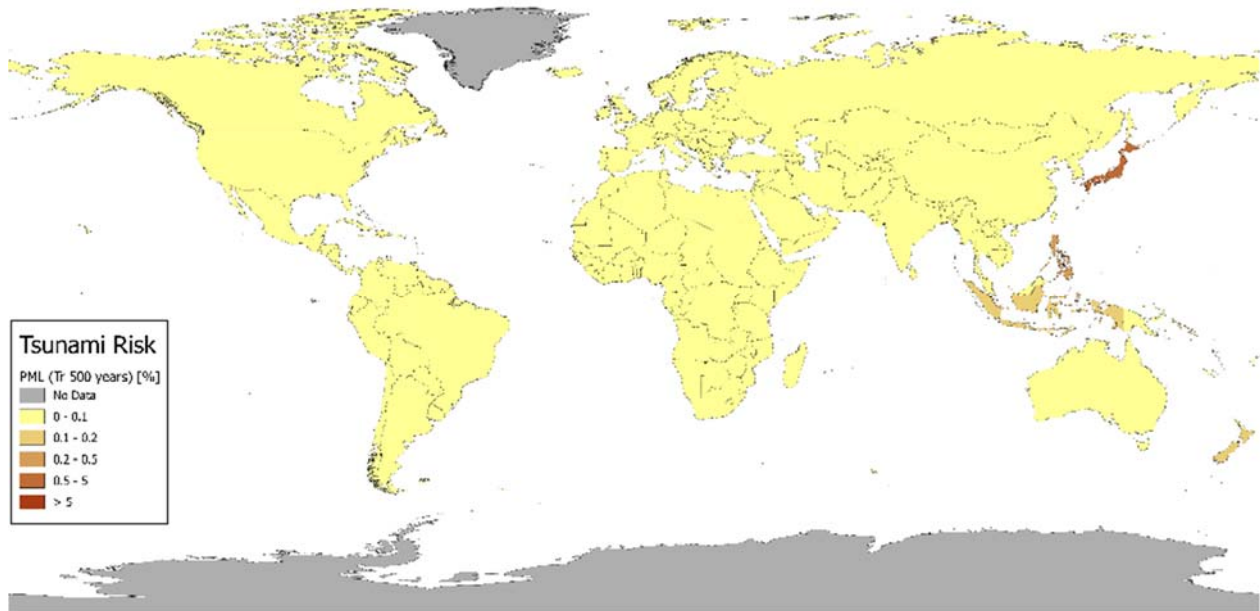 Tsunami Risk
PML (Tr 500 years) [%]
No Data
0 - 0.1
0.1 - 0.2
0.2 - 0.5
0.5 - 5
> 5